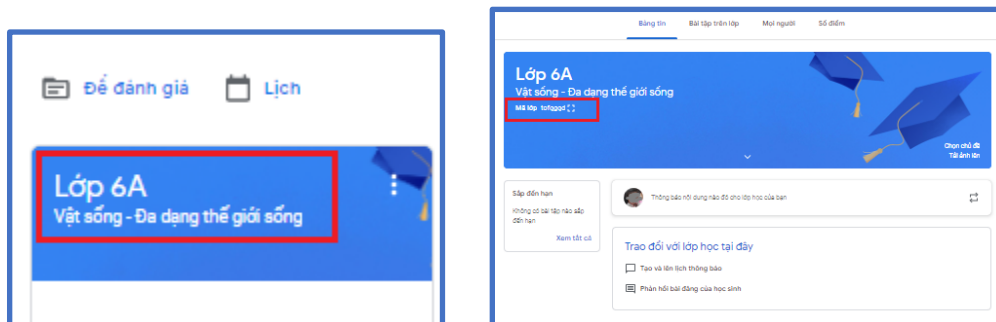 Để đánh giá Lịch
Lớp 6A
Vật sống - Đa dạng thế giới sống
Bảng tin Bài tập trên lớp Mọi người Số điểm
Lớp 6A
Vật sống - Đa dạng thế giới sống
Mã lớp
Chọn chủ đề
Tải ảnh lên
Sắp đến hạn
Không có bài tập nào sắp
đến hạn
Xem tất cả
Thông báo nội dung nào đó cho lớp học của bạn
Trao đổi với lớp học tại đây
Tạo và lên lịch thông báo
Phản hồi bài đăng của học sinh